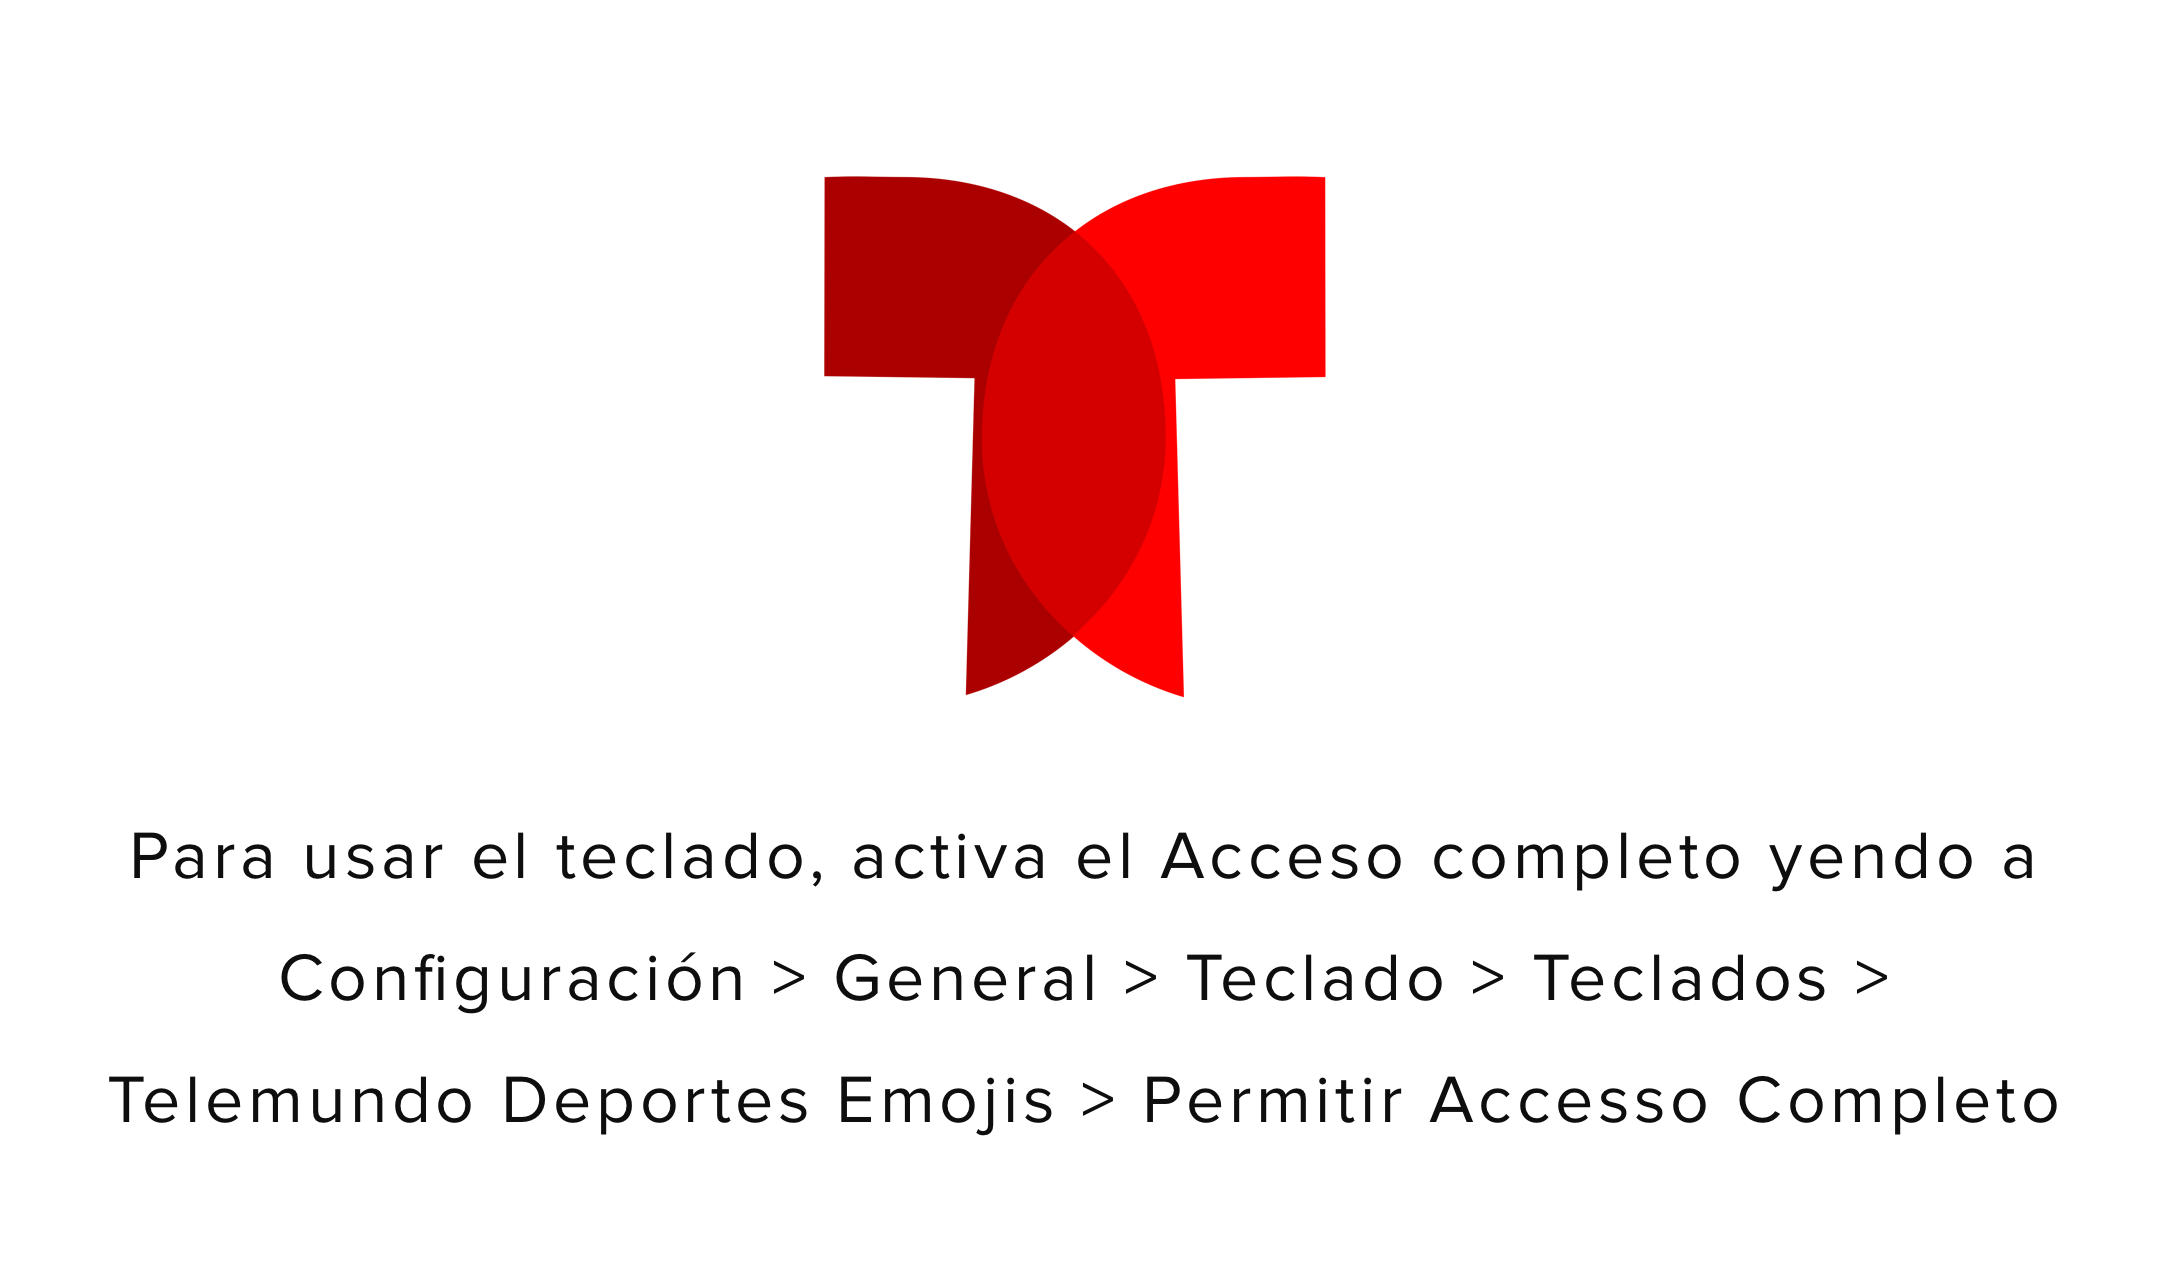 Para usar el teclado, activa el Acceso completo yendo a
Configuración > General > Teclado > Teclados >
Telemundo Deportes Emojis > Permitir Accesso Completo